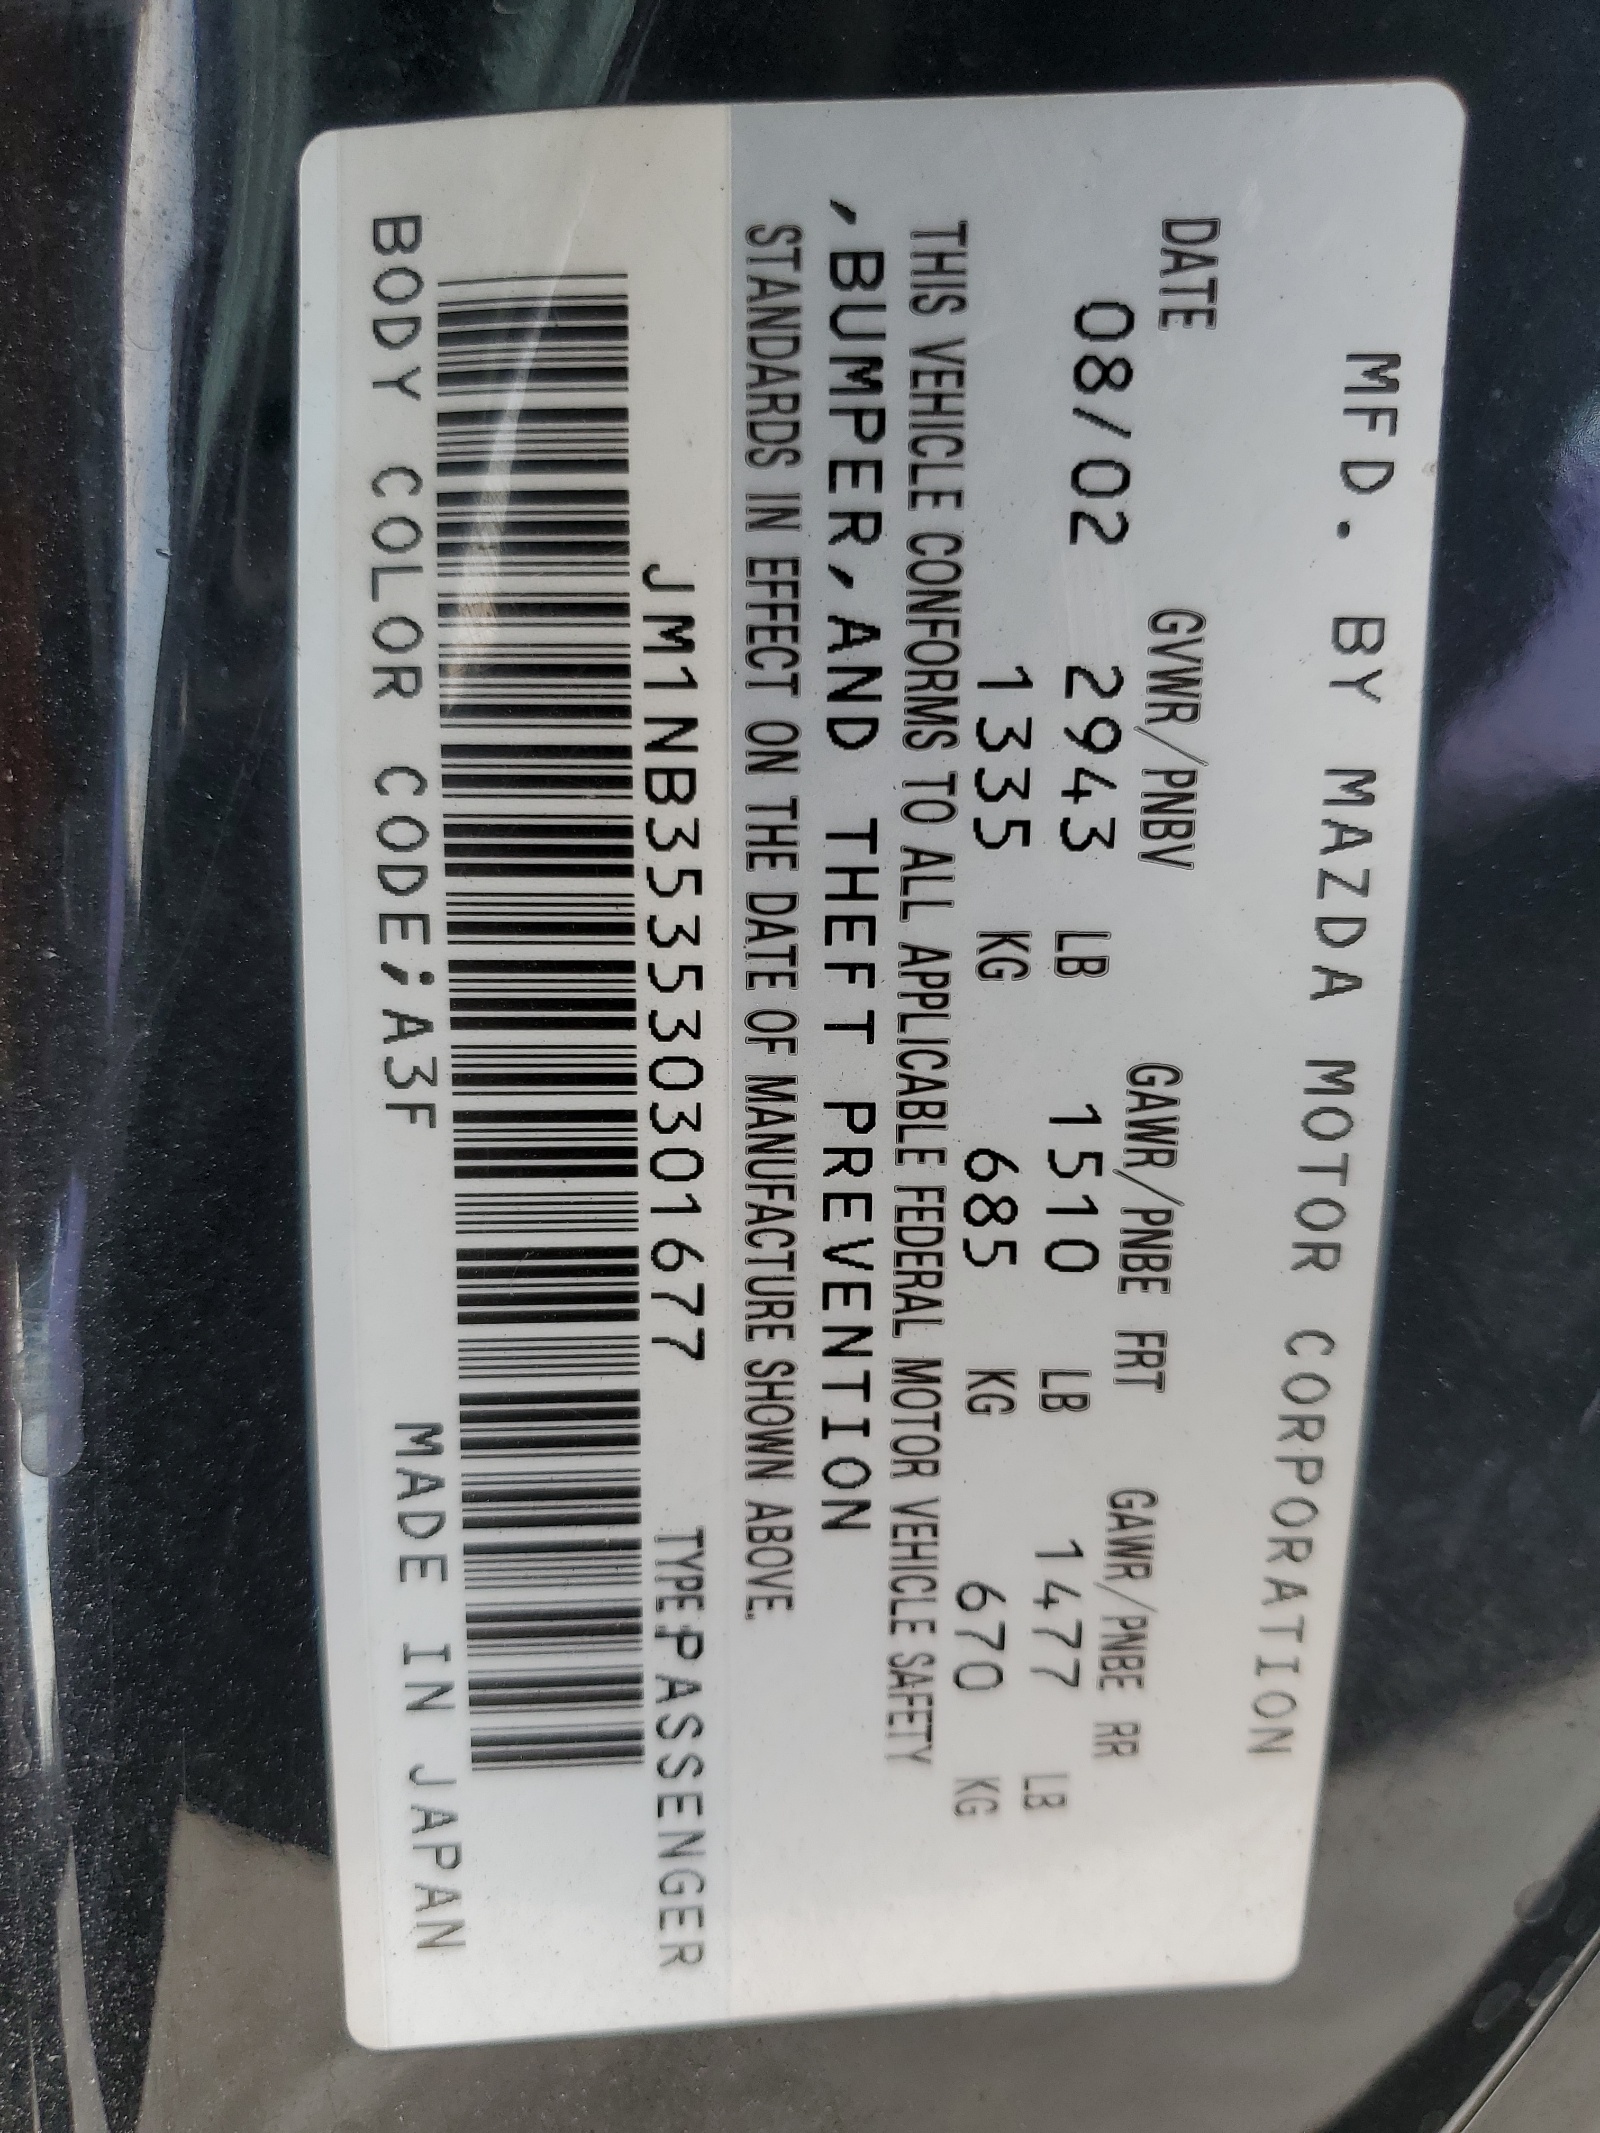 MFD. BY MAZDA MOTOR CORPORATION
DATE GVWR/PNBV GAWR/PNBE FRT GAWR/PNBE RR
08/02 2943 LB 1510 LB 1477 LB
1335 KG 685 KG 670 KG
THIS VEHICLE CONFORMS TO ALL APPLICABLE FEDERAL MOTOR VEHICLE SAFETY
,BUMPER,AND THEFT PREVENTION
STANDARDS IN EFFECT ON THE DATE OF MANUFACTURE SHOWN ABOVE.
JM1NB353530301677 TYPE:PASSENGER
BODY COLOR CODE;A3F MADE IN JAPAN